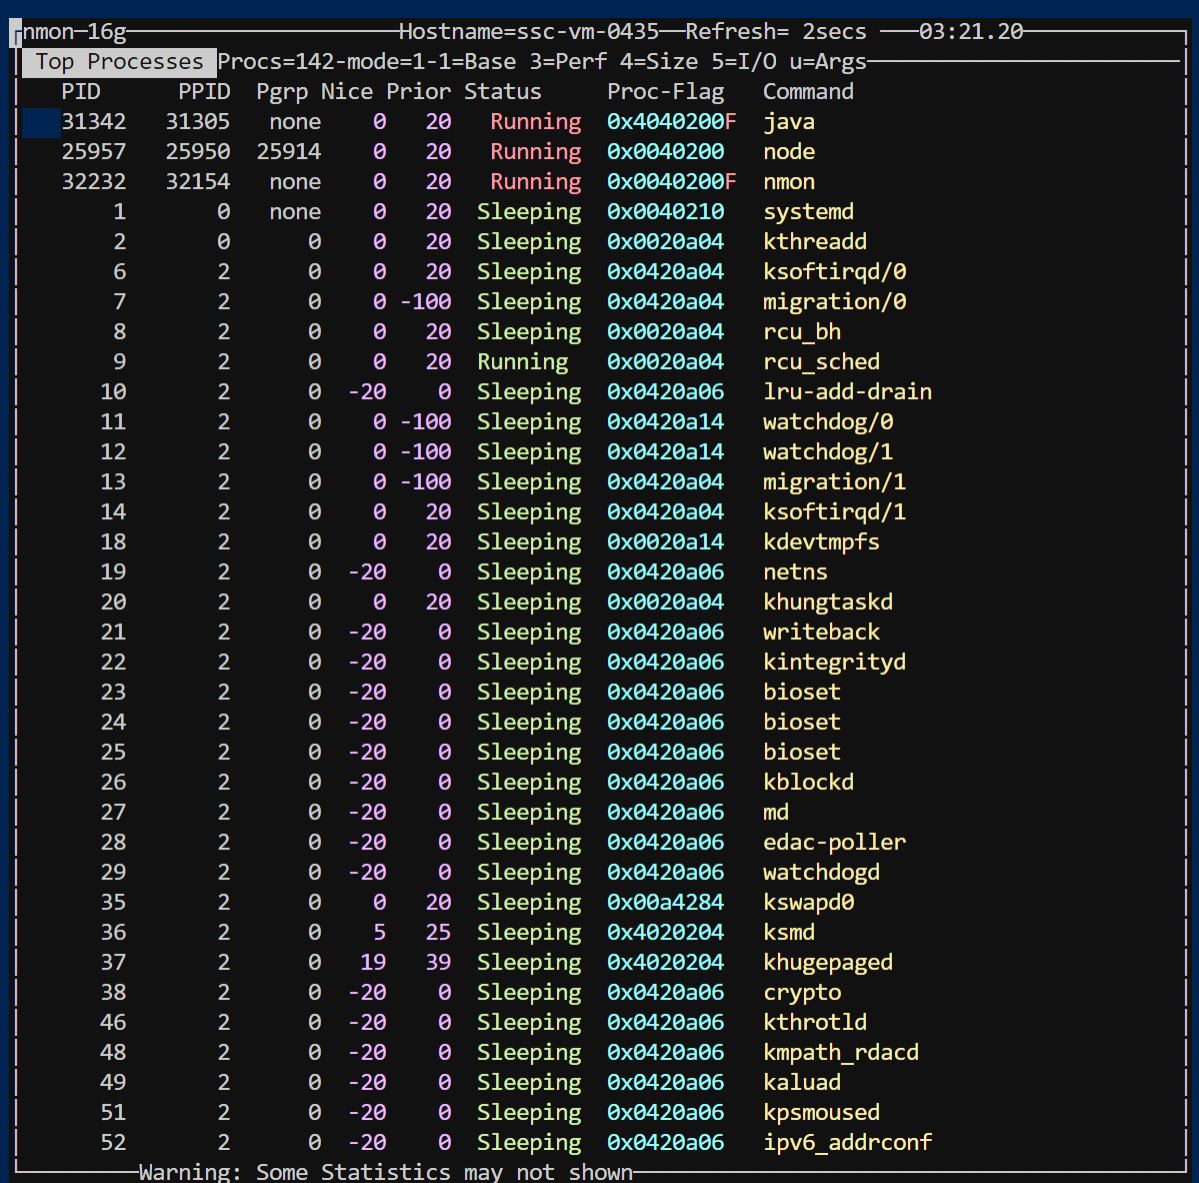 nmon─16g Hostname=ssc-vm-0435 Refresh= 2secs 03:21.20
Top Processes Procs=142-mode=1-1=Base 3=Perf 4=Size 5=I/O u=Args
PID PPID Pgrp Nice Prior Status Proc-Flag Command
31342 31305 none 0 20 Running 0x4040200F java
25957 25950 25914 0 20 Running 0x0040200 node
32232 32154 none 0 20 Running 0x0040200F nmon
1 0 none 0 20 Sleeping 0x0040210 systemd
2 0 0 0 20 Sleeping 0x0020a04 kthreadd
6 2 0 0 20 Sleeping 0x0420a04 ksoftirqd/0
7 2 0 0 -100 Sleeping 0x0420a04 migration/0
8 2 0 0 20 Sleeping 0x0020a04 rcu_bh
9 2 0 0 20 Running 0x0020a04 rcu_sched
10 2 0 -20 0 Sleeping 0x0420a06 lru-add-drain
11 2 0 0 -100 Sleeping 0x0420a14 watchdog/0
12 2 0 0 -100 Sleeping 0x0420a14 watchdog/1
13 2 0 0 -100 Sleeping 0x0420a04 migration/1
14 2 0 0 20 Sleeping 0x0420a04 ksoftirqd/1
18 2 0 0 20 Sleeping 0x0020a14 kdevtmpfs
19 2 0 -20 0 Sleeping 0x0420a06 netns
20 2 0 0 20 Sleeping 0x0020a04 khungtaskd
21 2 0 -20 0 Sleeping 0x0420a06 writeback
22 2 0 -20 0 Sleeping 0x0420a06 kintegrityd
23 2 0 -20 0 Sleeping 0x0420a06 bioset
24 2 0 -20 0 Sleeping 0x0420a06 bioset
25 2 0 -20 0 Sleeping 0x0420a06 bioset
26 2 0 -20 0 Sleeping 0x0420a06 kblockd
27 2 0 -20 0 Sleeping 0x0420a06 md
28 2 0 -20 0 Sleeping 0x0420a06 edac-poller
29 2 0 -20 0 Sleeping 0x0420a06 watchdogd
35 2 0 0 20 Sleeping 0x00a4284 kswapd0
36 2 0 5 25 Sleeping 0x4020204 ksmd
37 2 0 19 39 Sleeping 0x4020204 khugepaged
38 2 0 -20 0 Sleeping 0x0420a06 crypto
46 2 0 -20 0 Sleeping 0x0420a06 kthrotld
48 2 0 -20 0 Sleeping 0x0420a06 kmpath_rdacd
49 2 0 -20 0 Sleeping 0x0420a06 kaluad
51 2 0 -20 0 Sleeping 0x0420a06 kpsmoused
52 2 0 -20 0 Sleeping 0x0420a06 ipv6_addrconf
Warning: Some Statistics may not shown